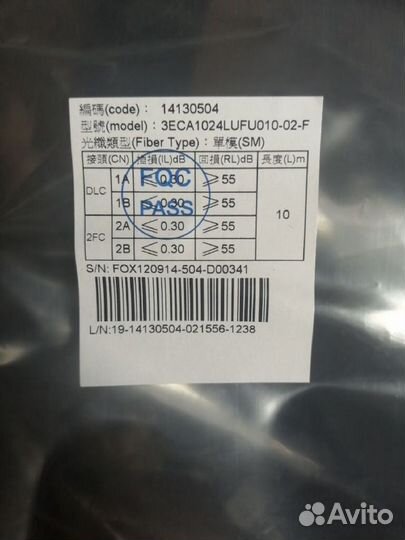 編碼(code): 14130504
型號(model): 3ECA1024LUFU010-02-F
光纖類型(Fiber Type): 單模(SM)
接頭(CN) 插損(IL)dB 回損(RL)dB 長度(L)m
DLC 1A ≤0.30 ≥55 10
1B ≤0.30 ≥55
2FC 2A ≤0.30 ≥55
2B ≤0.30 ≥55
FQC
PASS
S/N: FOX120914-504-D00341
L/N:19-14130504-021556-1238
Avito